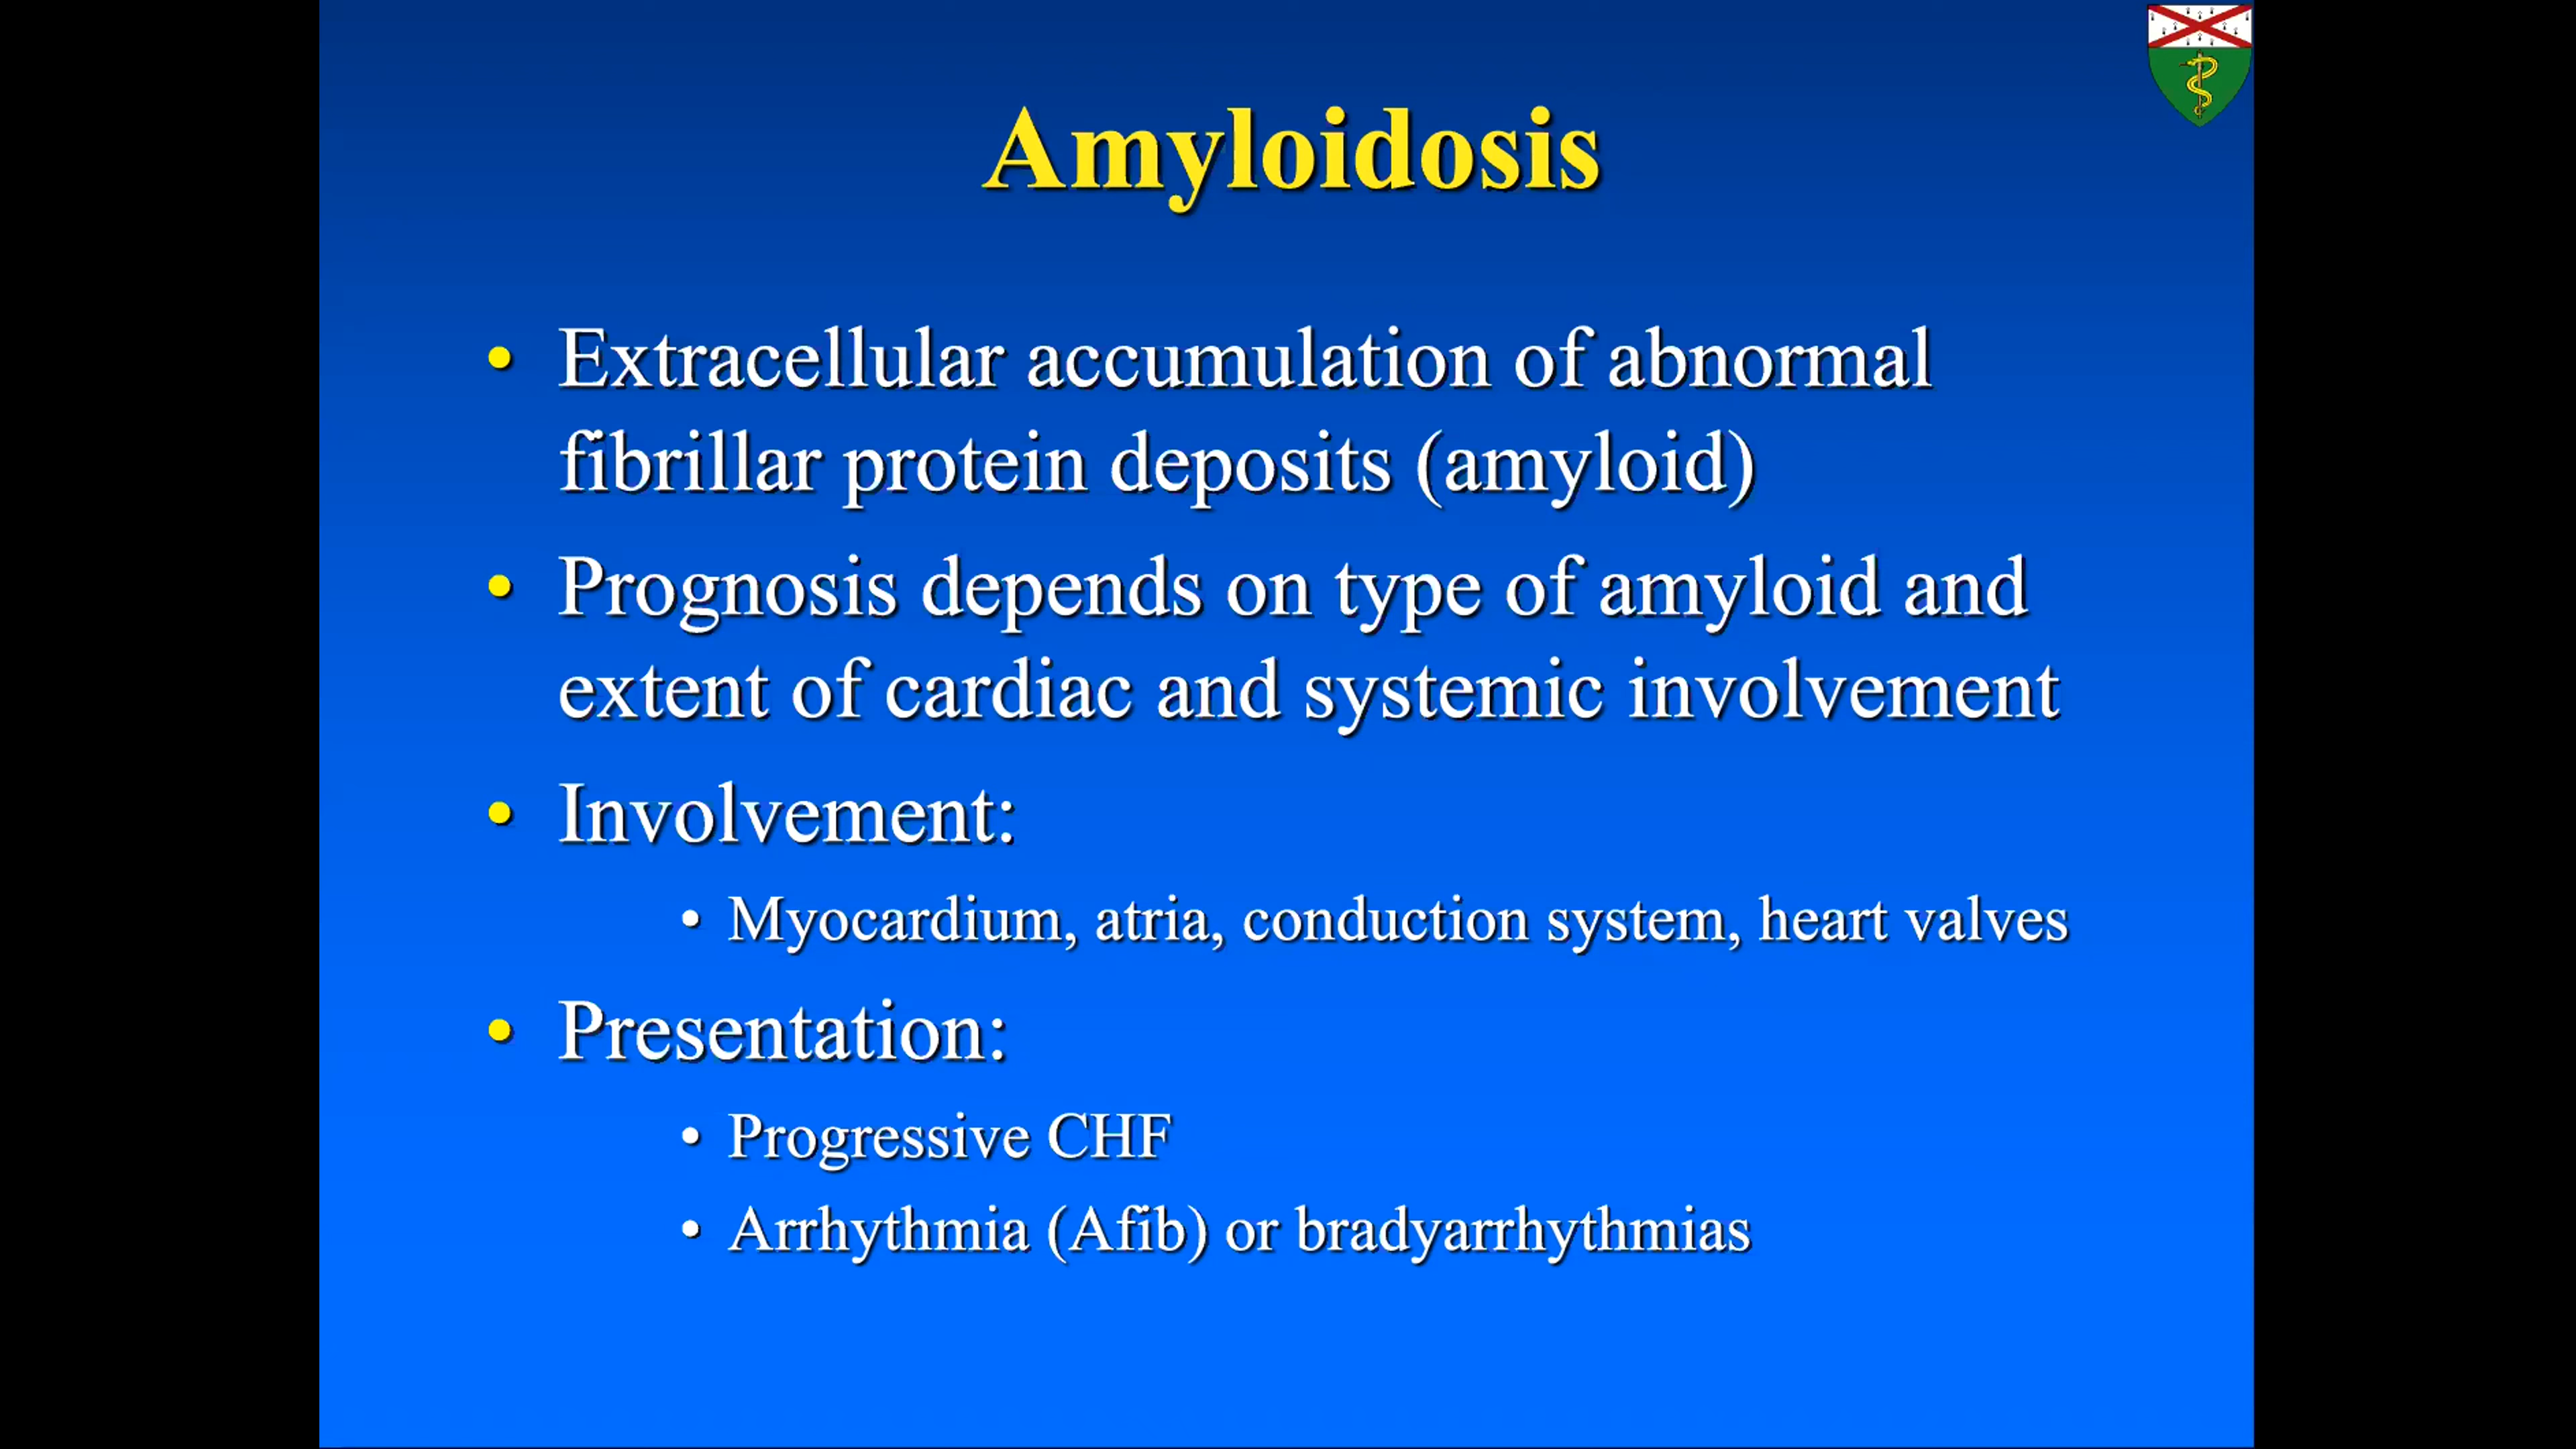 Amyloidosis
• Extracellular accumulation of abnormal
fibrillar protein deposits (amyloid)
• Prognosis depends on type of amyloid and
extent of cardiac and systemic involvement
• Involvement:
• Myocardium, atria, conduction system, heart valves
• Presentation:
• Progressive CHF
• Arrhythmia (Afib) or bradyarrhythmias